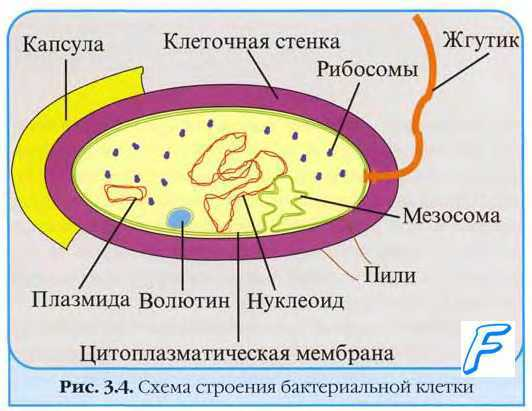 Капсула
Клеточная стенка
Жгутик
Рибосомы
Мезосома
Пили
Плазмида Волютин Нуклеоид
Цитоплазматическая мембрана
F
Рис. 3.4. Схема строения бактериальной клетки